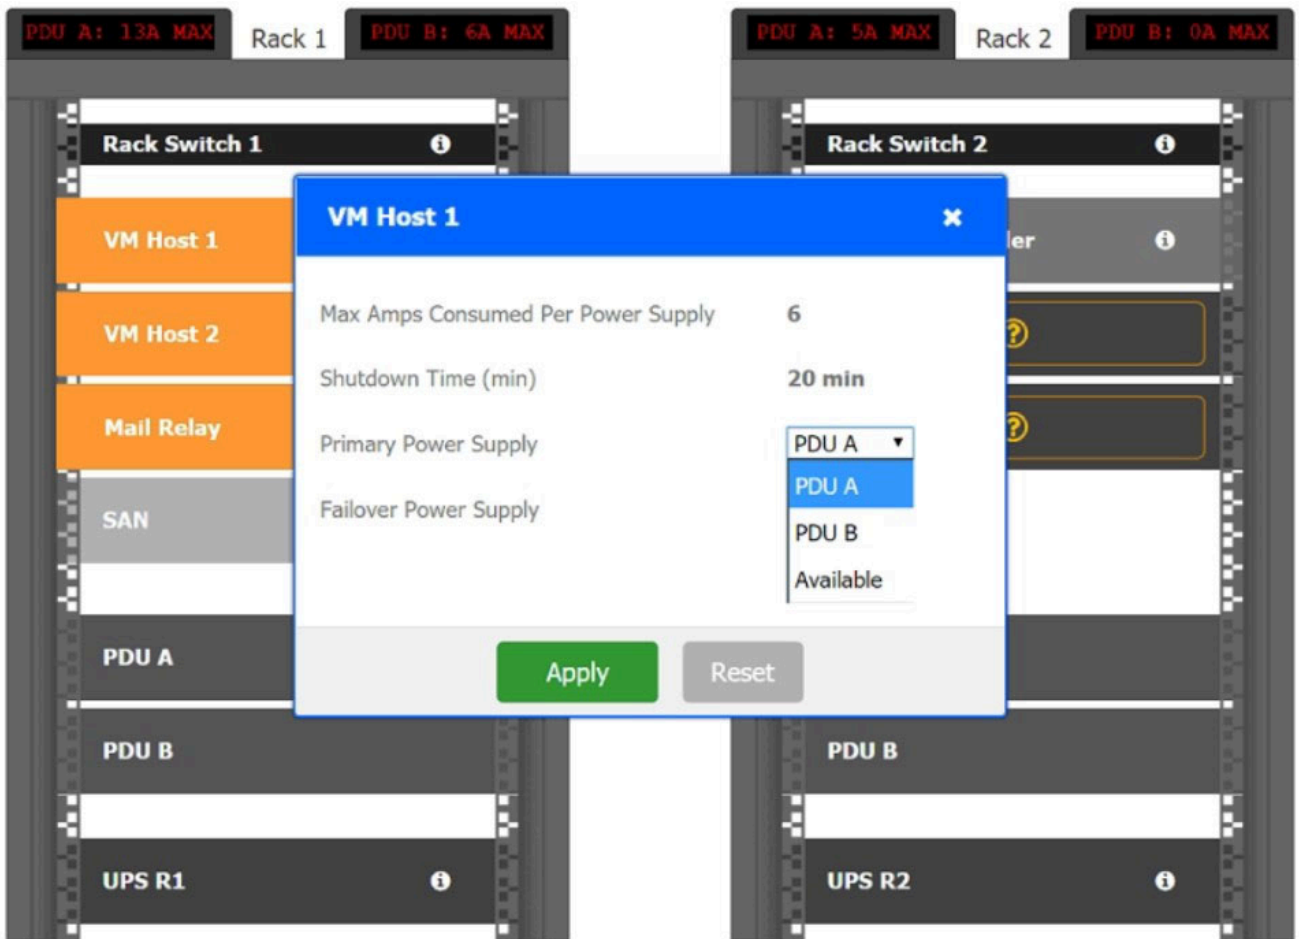 PDU A: 13A MAX
Rack 1
PDU B: 6A MAX
PDU A: 5A MAX
Rack 2
PDU B: 0A MAX
Rack Switch 1
Rack Switch 2
VM Host 1
VM Host 1
ler
VM Host 2
Mail Relay
SAN
Max Amps Consumed Per Power Supply 6
Shutdown Time (min) 20 min
Primary Power Supply PDU A
PDU A
Failover Power Supply
PDU B
Available
Apply
Reset
PDU A
PDU B
PDU B
UPS R1
UPS R2